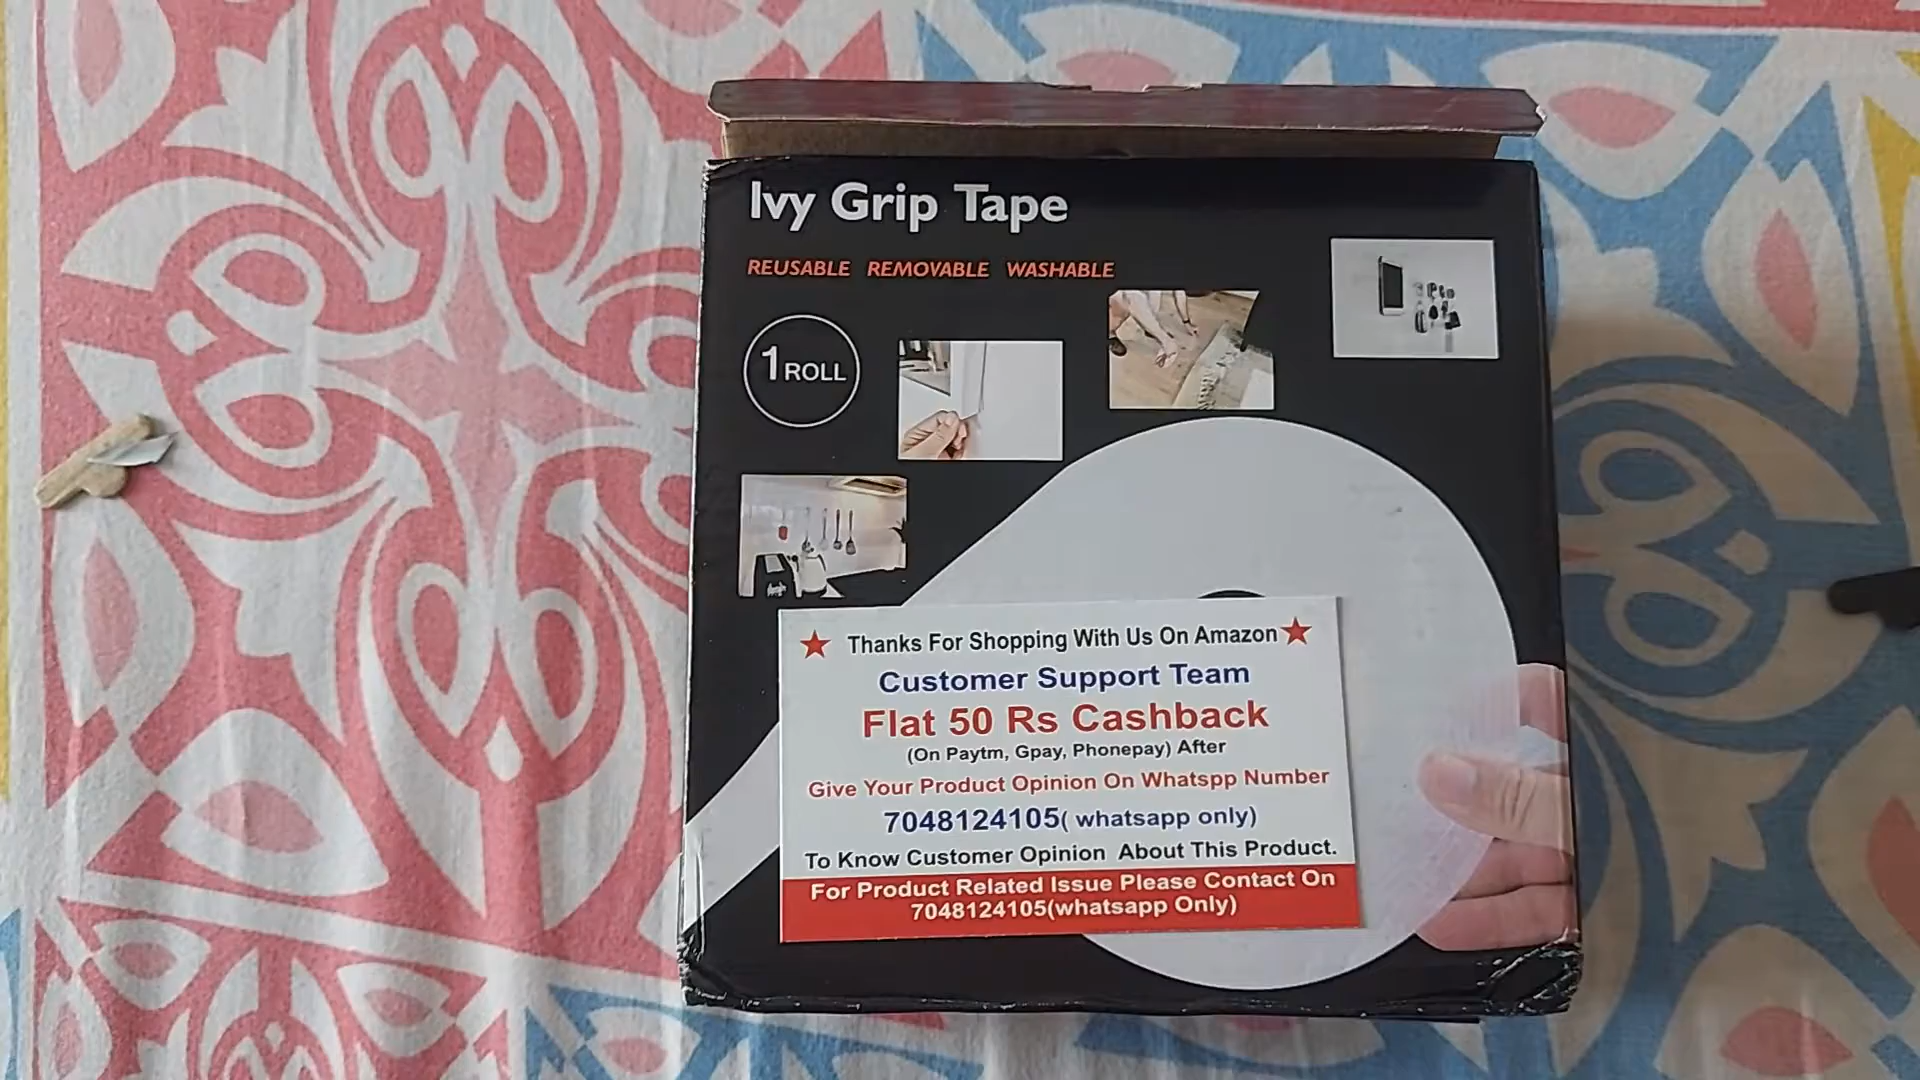 Ivy Grip Tape
REUSABLE REMOVABLE WASHABLE
1 ROLL
Thanks For Shopping With Us On Amazon
Customer Support Team
Flat 50 Rs Cashback
(On Paytm, Gpay, Phonepay) After
Give Your Product Opinion On Whatspp Number
7048124105( whatsapp only)
To Know Customer Opinion About This Product.
For Product Related Issue Please Contact On
7048124105(whatsapp Only)